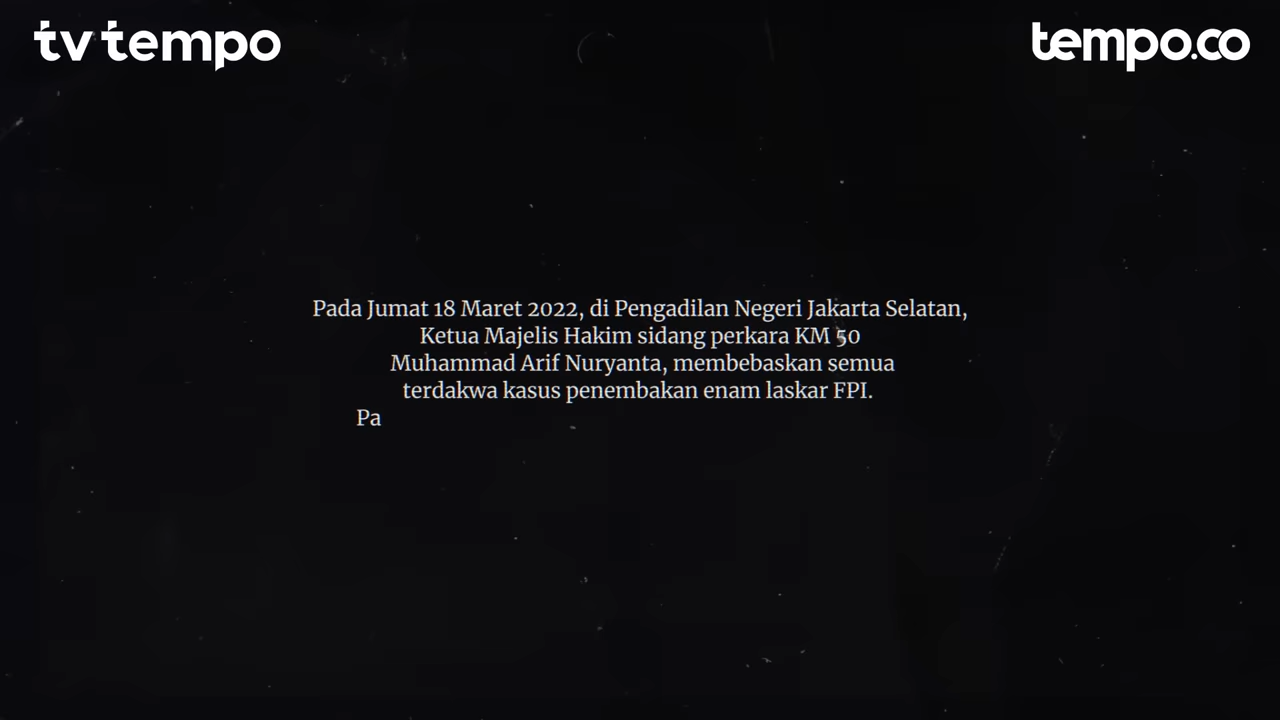 tv tempo
tempo.co
Pada Jumat 18 Maret 2022, di Pengadilan Negeri Jakarta Selatan,
Ketua Majelis Hakim sidang perkara KM 50
Muhammad Arif Nuryanta, membebaskan semua
terdakwa kasus penembakan enam laskar FPI.
Pa